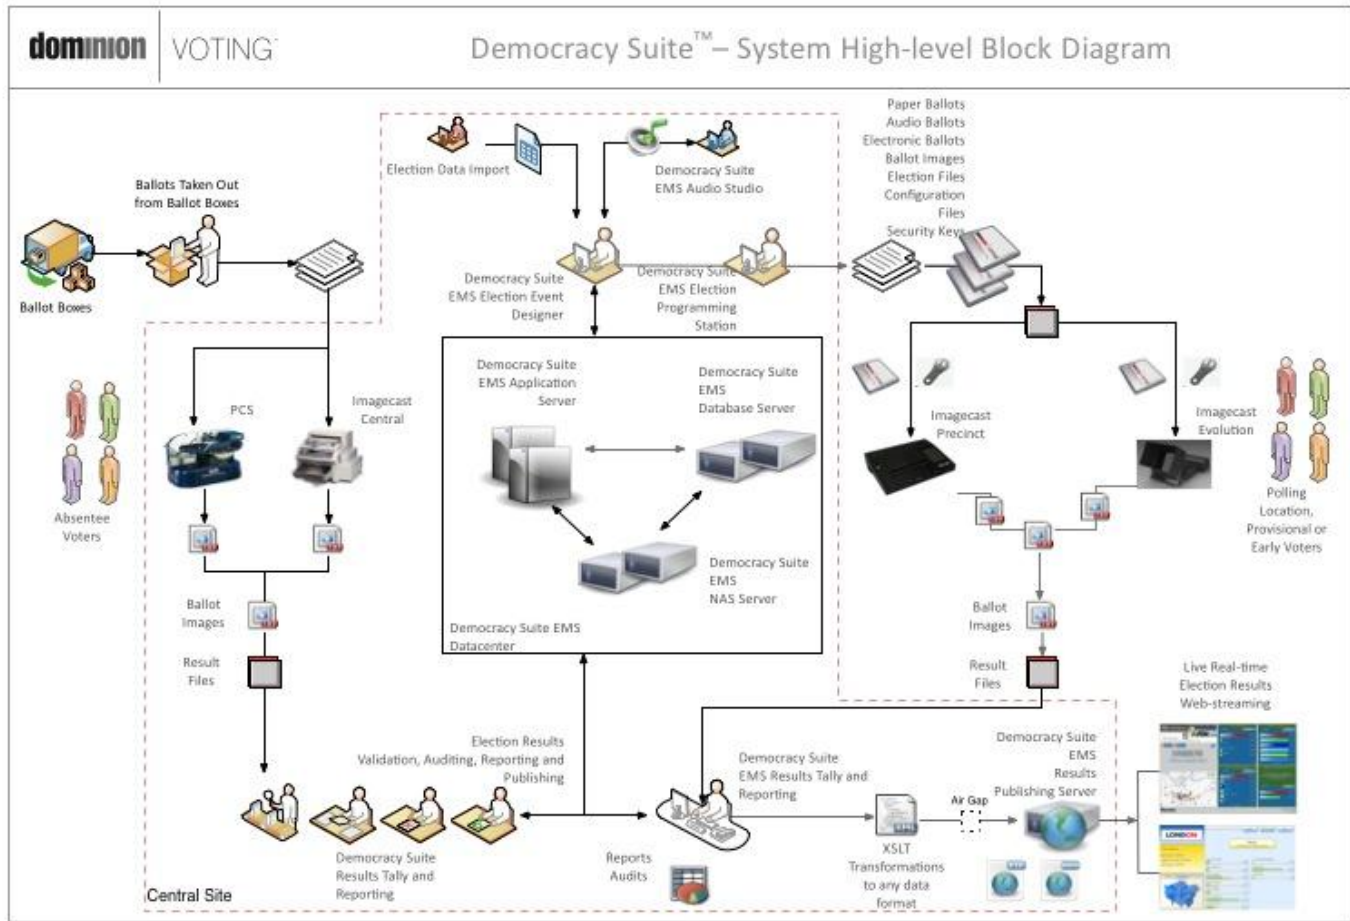 dominion VOTING
Democracy Suite™ – System High-level Block Diagram
Paper Ballots
Audio Ballots
Electronic Ballots
Ballot Images
Election Files
Configuration
Files
Security Keys
Election Data Import
Democracy Suite
EMS Audio Studio
Ballots Taken Out
from Ballot Boxes
Ballot Boxes
Democracy Suite
EMS Election Event
Designer
Democracy Suite
EMS Election
Programming
Station
Democracy Suite
EMS Application
Server
Democracy Suite
EMS
Database Server
Democracy Suite
EMS
NAS Server
Democracy Suite EMS
Datacenter
PCS
Imagecast
Central
Absentee
Voters
Imagecast
Precinct
Imagecast
Evolution
Polling
Location,
Provisional or
Early Voters
Ballot
Images
Result
Files
Ballot
Images
Result
Files
Live Real-time
Election Results
Web-streaming
Election Results
Validation, Auditing, Reporting and
Publishing
Democracy Suite
EMS Results Tally and
Reporting
Democracy Suite
EMS
Results
Publishing Server
Air Gap
Democracy Suite
Results Tally and
Reporting
Reports
Audits
XSLT
Transformations
to any data
format
LONDON
Central Site